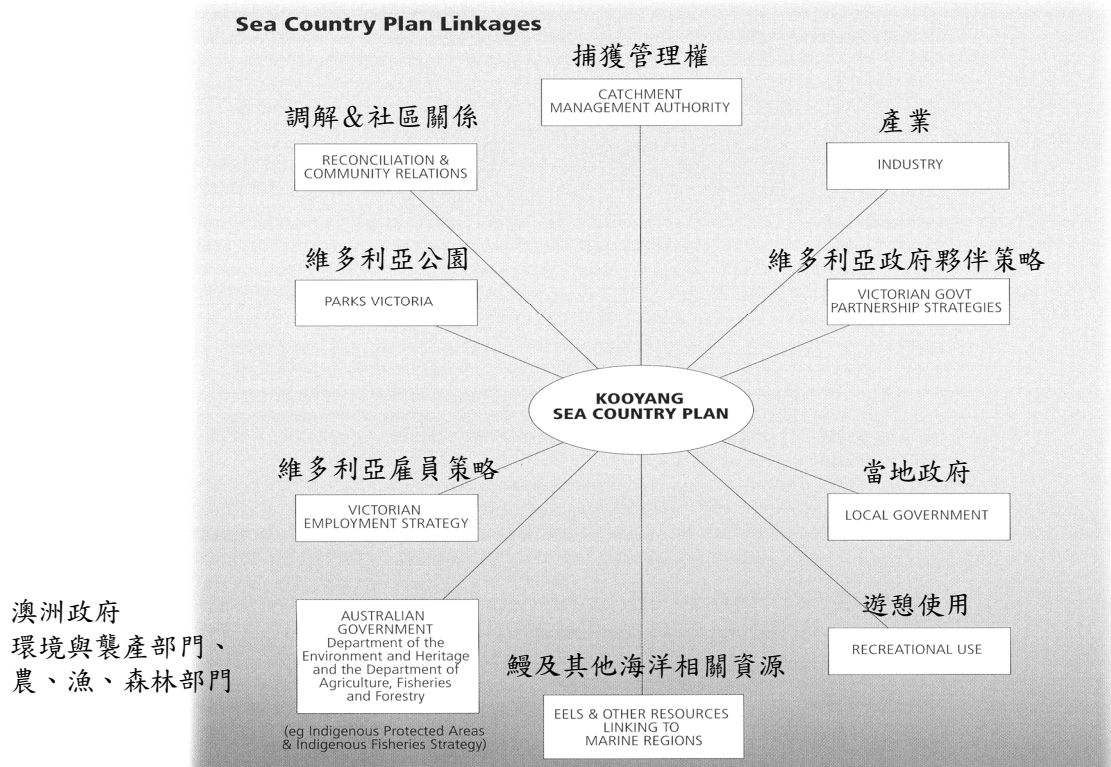 Sea Country Plan Linkages
捕獲管理權
CATCHMENT
MANAGEMENT AUTHORITY
調解&社區關係
RECONCILIATION &
COMMUNITY RELATIONS
產業
INDUSTRY
維多利亞公園
PARKS VICTORIA
維多利亞政府夥伴策略
VICTORIAN GOVT
PARTNERSHIP STRATEGIES
KOOYANG
SEA COUNTRY PLAN
維多利亞雇員策略
VICTORIAN
EMPLOYMENT STRATEGY
當地政府
LOCAL GOVERNMENT
澳洲政府
環境與襲產部門、
農、漁、森林部門
AUSTRALIAN
GOVERNMENT
Department of the
Environment and Heritage
and the Department of
Agriculture, Fisheries
and Forestry
(eg Indigenous Protected Areas
& Indigenous Fisheries Strategy)
鰻及其他海洋相關資源
EELS & OTHER RESOURCES
LINKING TO
MARINE REGIONS
遊憩使用
RECREATIONAL USE